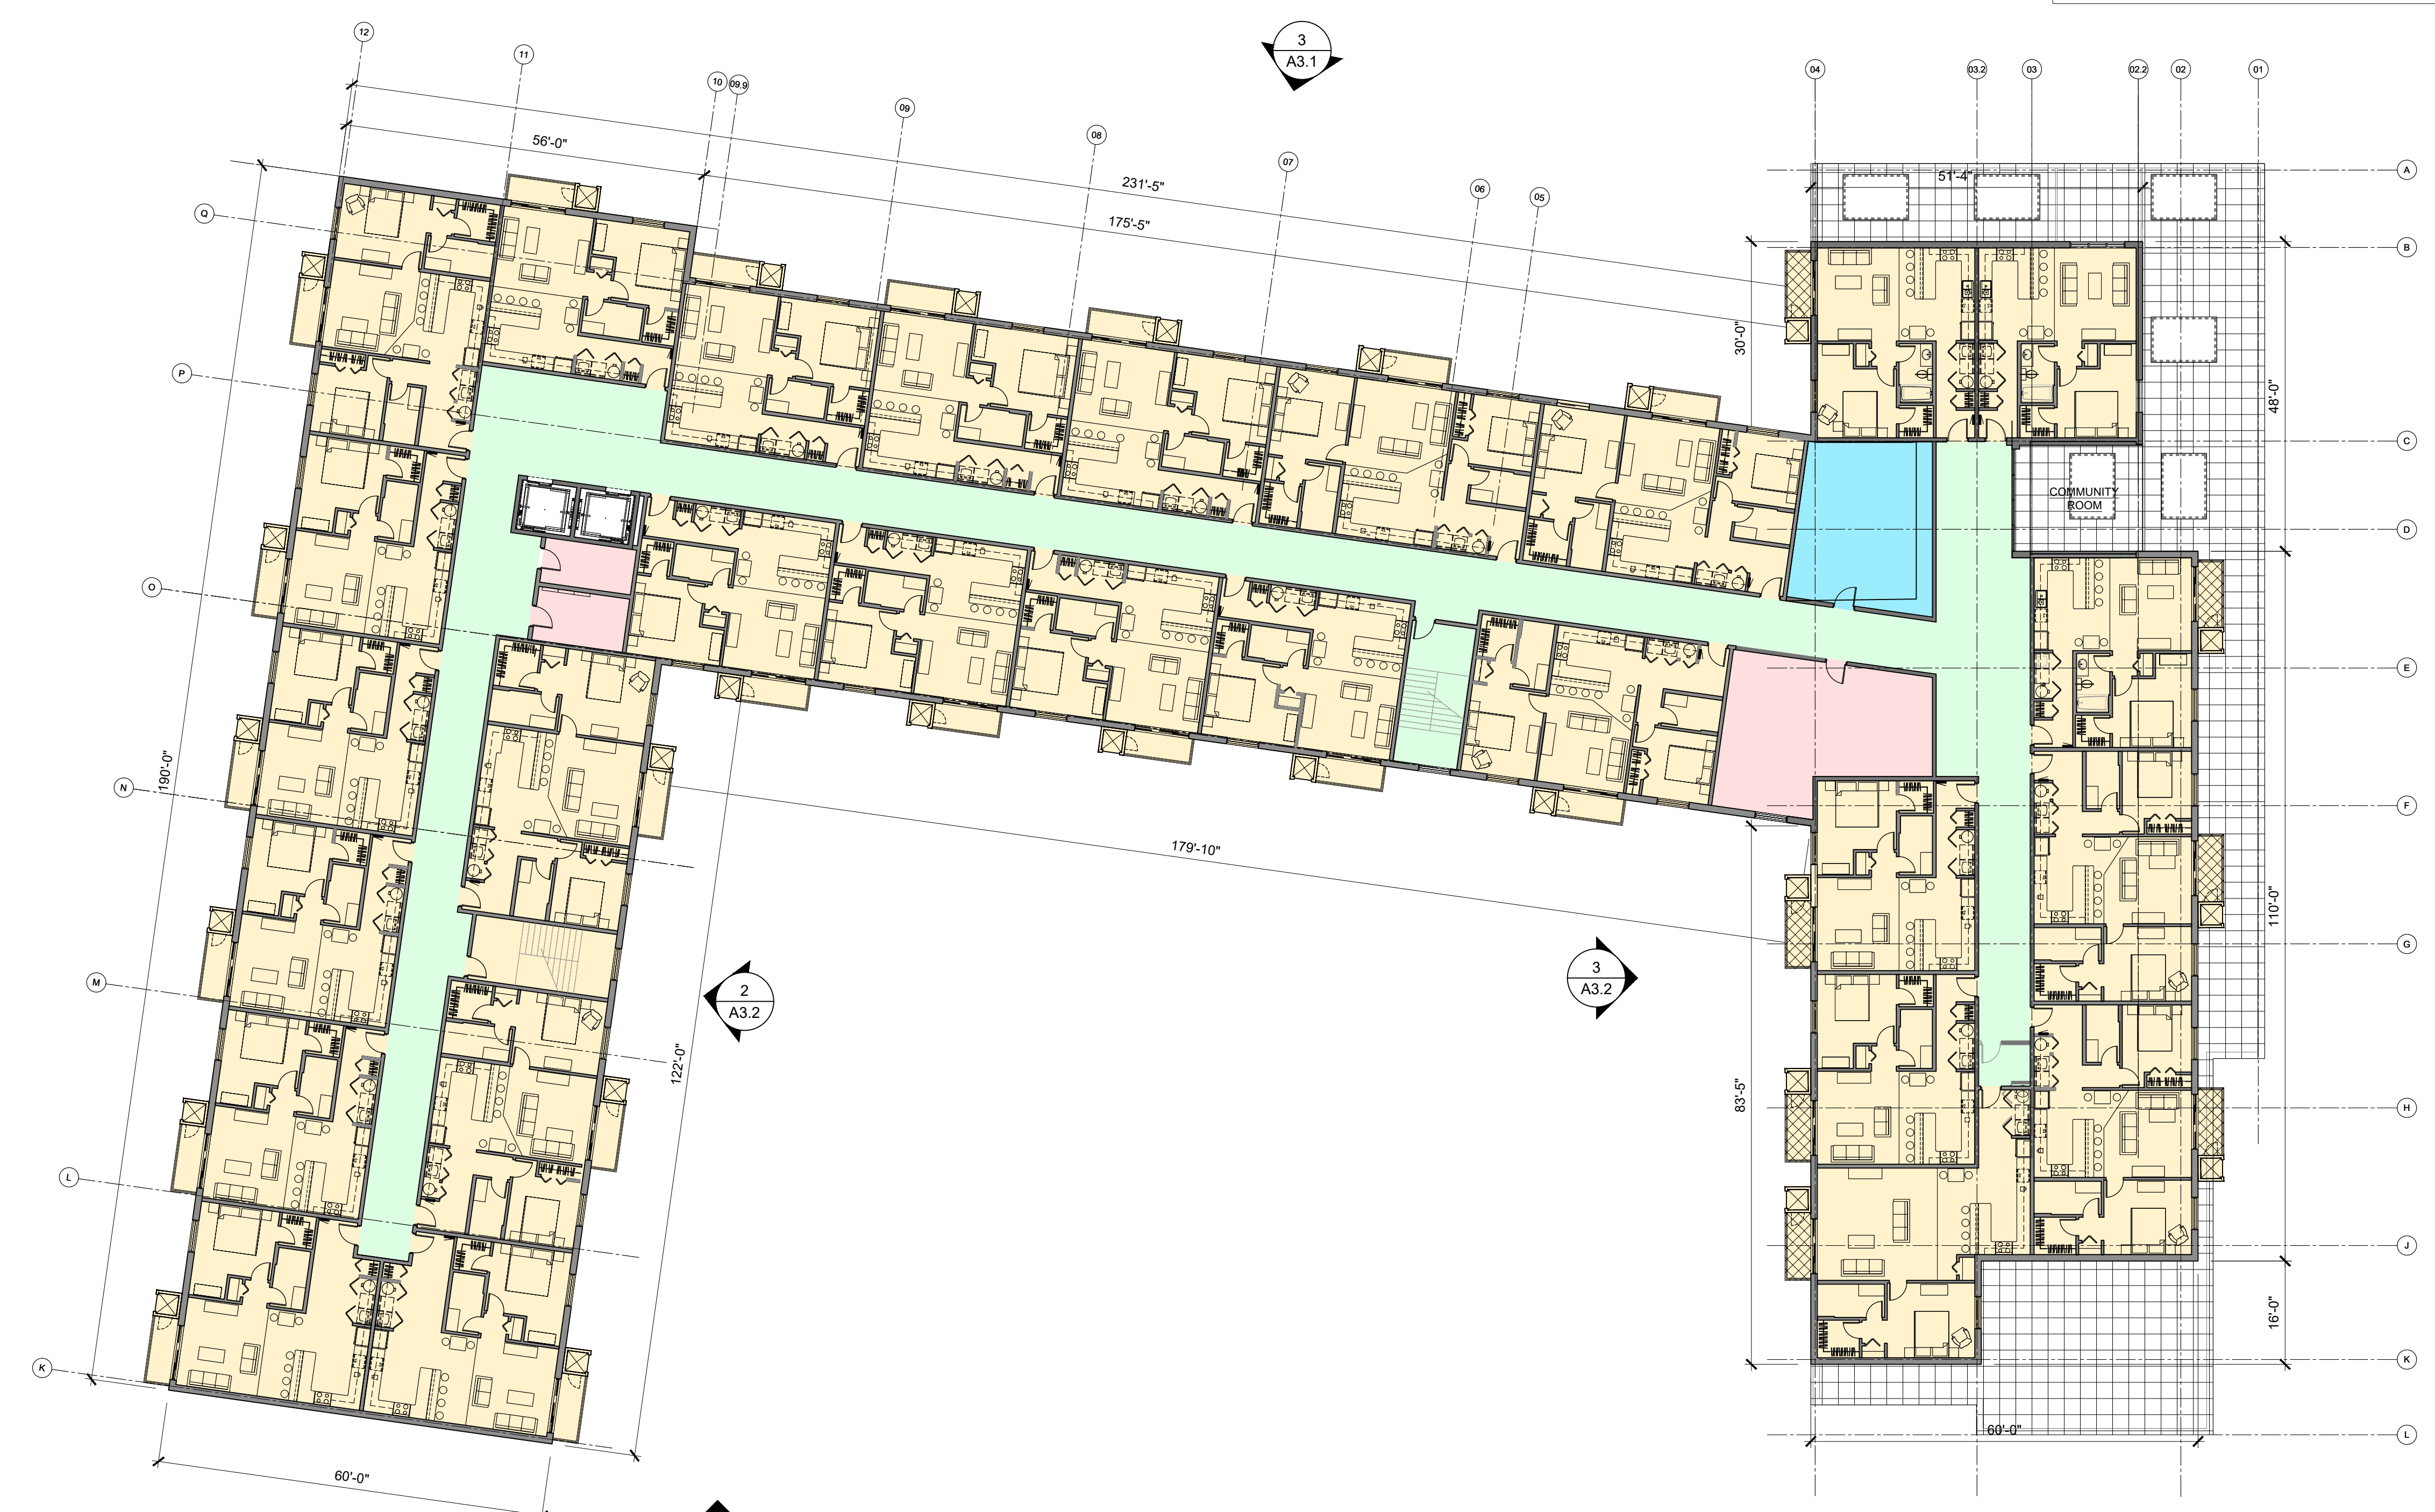 12
11
10
09.9
09
08
07
06
05
04
03.2
03
02.2
02
01
3
A3.1
56'-0"
231'-5"
175'-5"
51'-4"
A
B
C
D
E
F
G
H
J
K
L
Q
P
O
N
M
L
K
30'-0"
48'-0"
COMMUNITY
ROOM
190'-0"
179'-10"
110'-0"
2
A3.2
3
A3.2
122'-0"
83'-5"
16'-0"
60'-0"
60'-0"